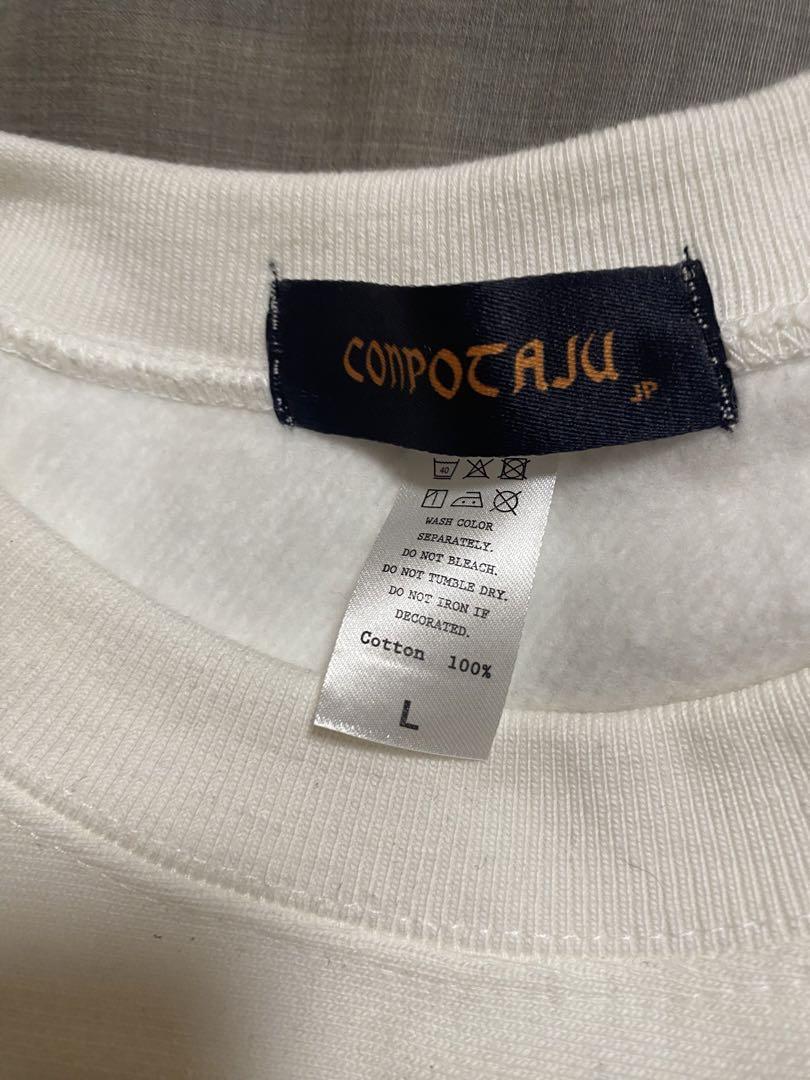 CONPOTAJU
JP
40
WASH COLOR
SEPARATELY.
DO NOT BLEACH.
DO NOT TUMBLE DRY.
DO NOT IRON IF
DECORATED.
Cotton 100%
L